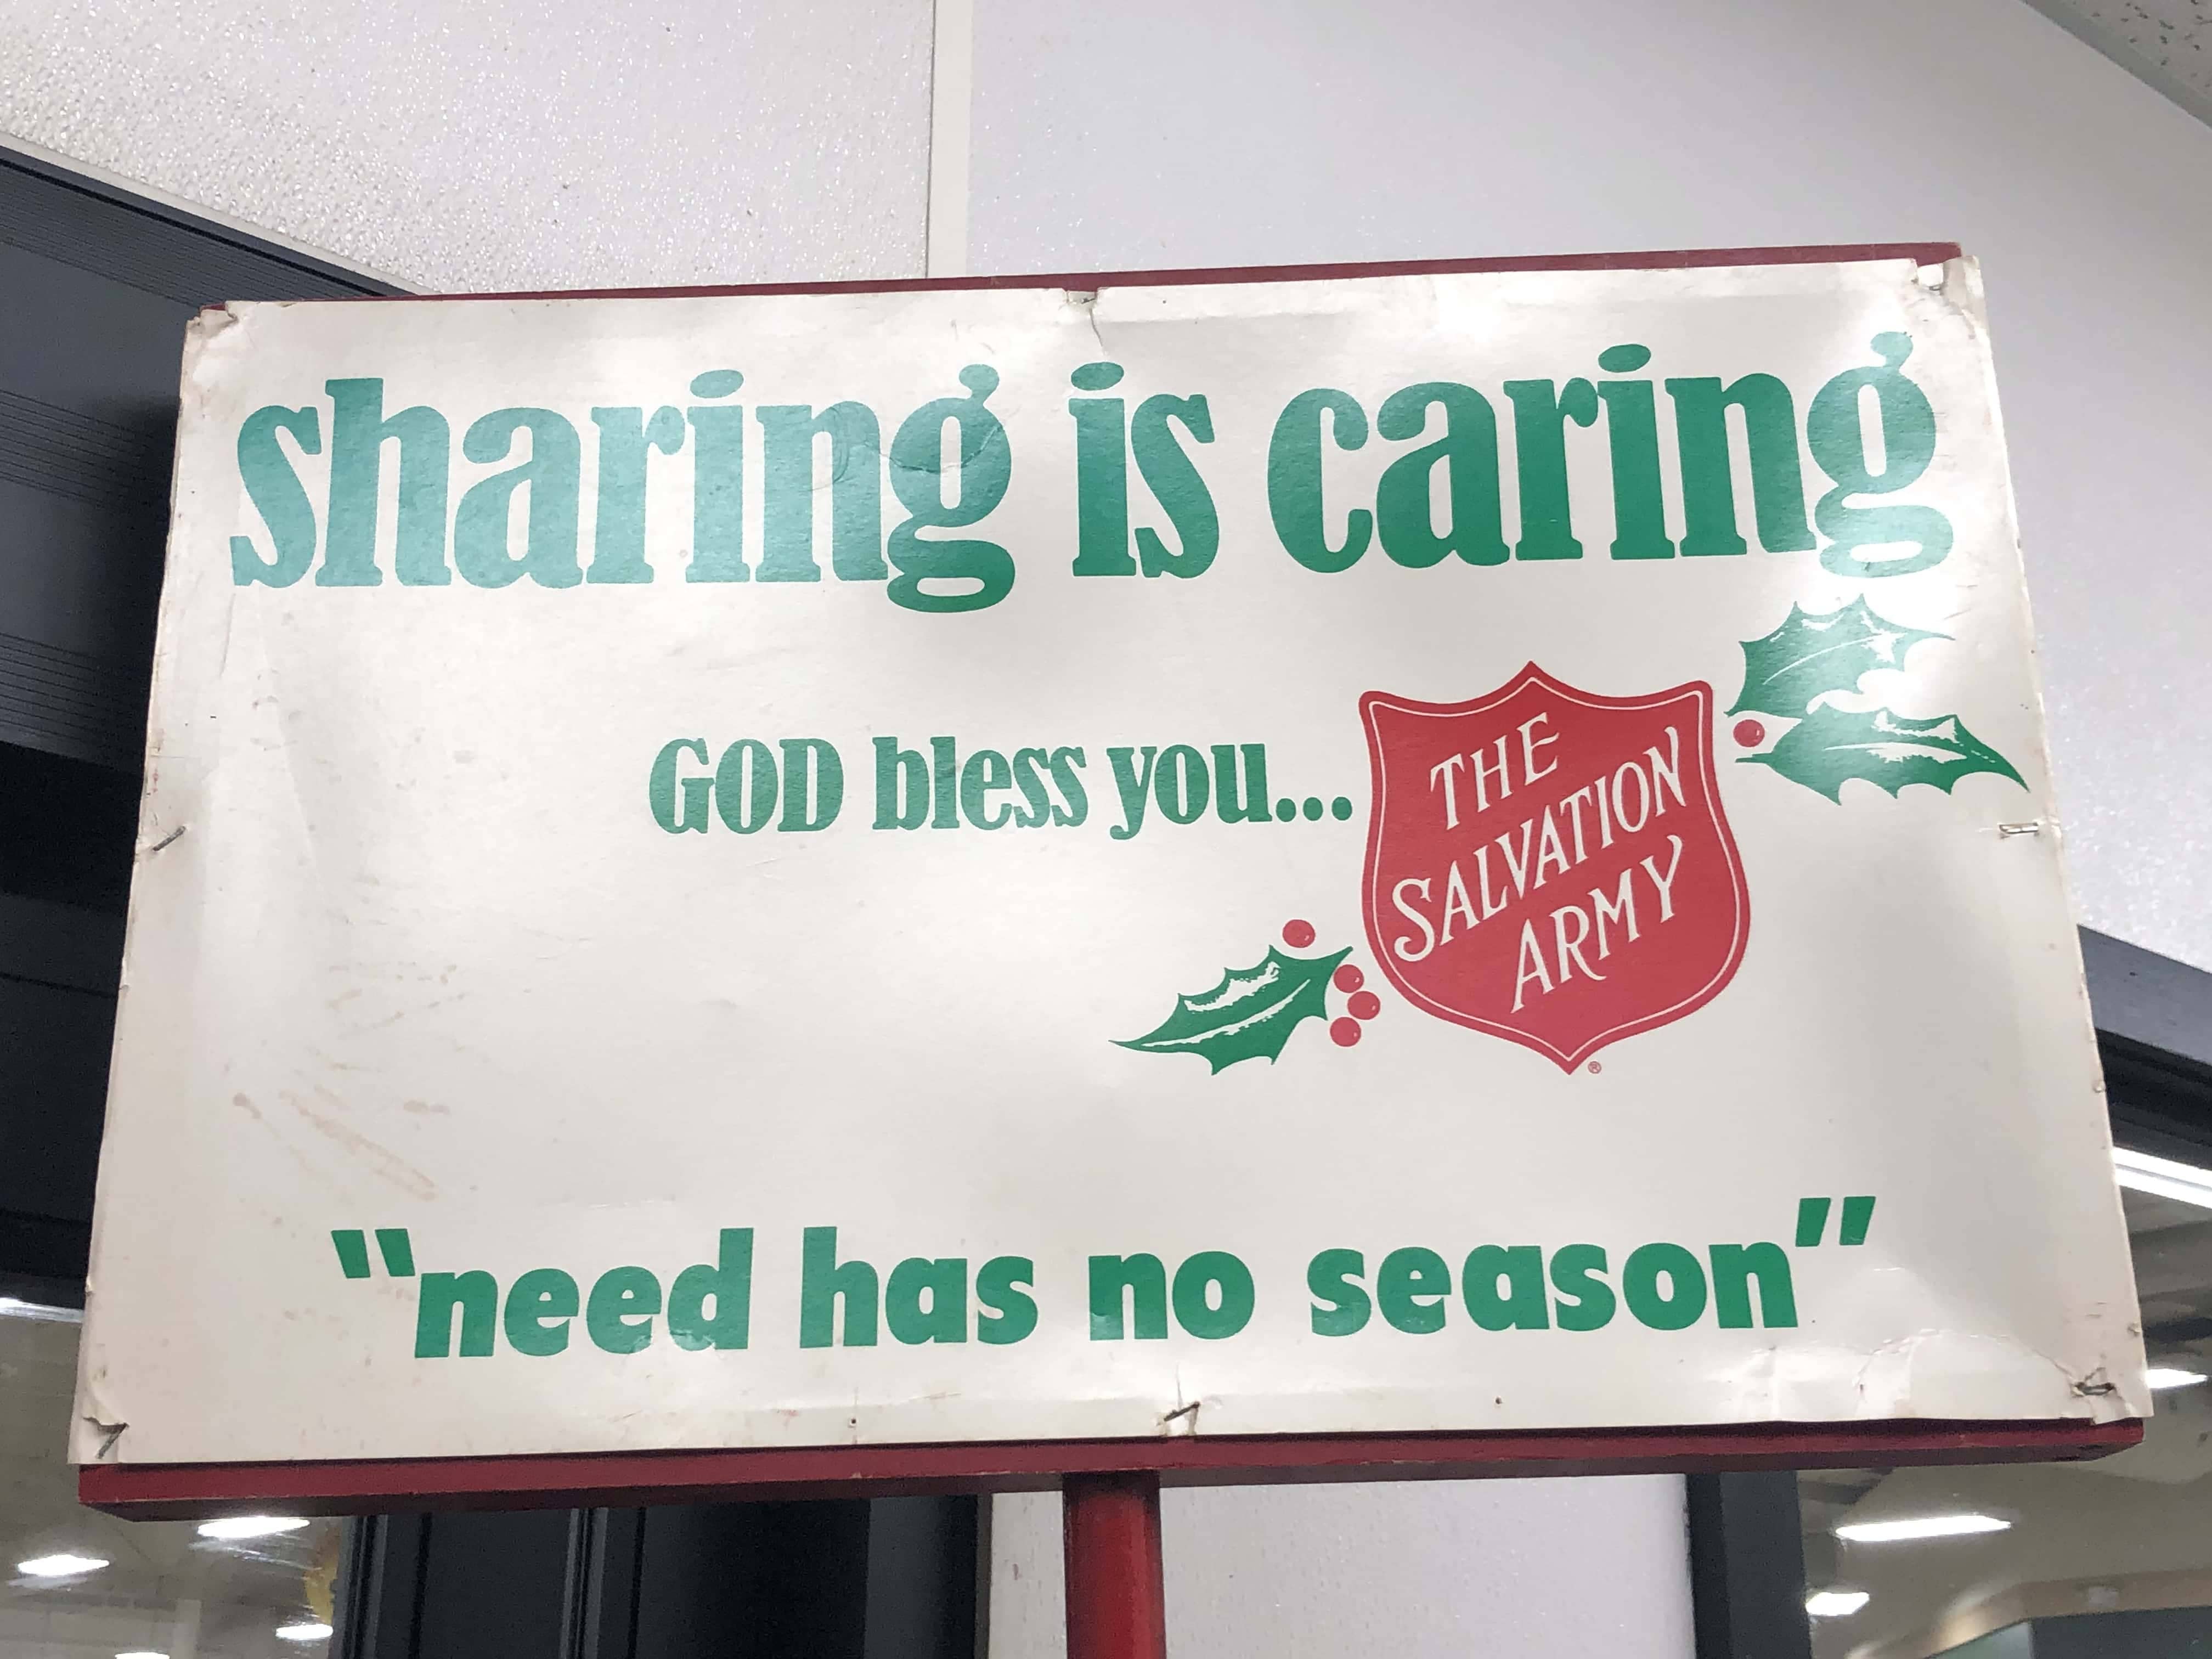 sharing is caring
GOD bless you...
THE
SALVATION
ARMY
®
"need has no season"